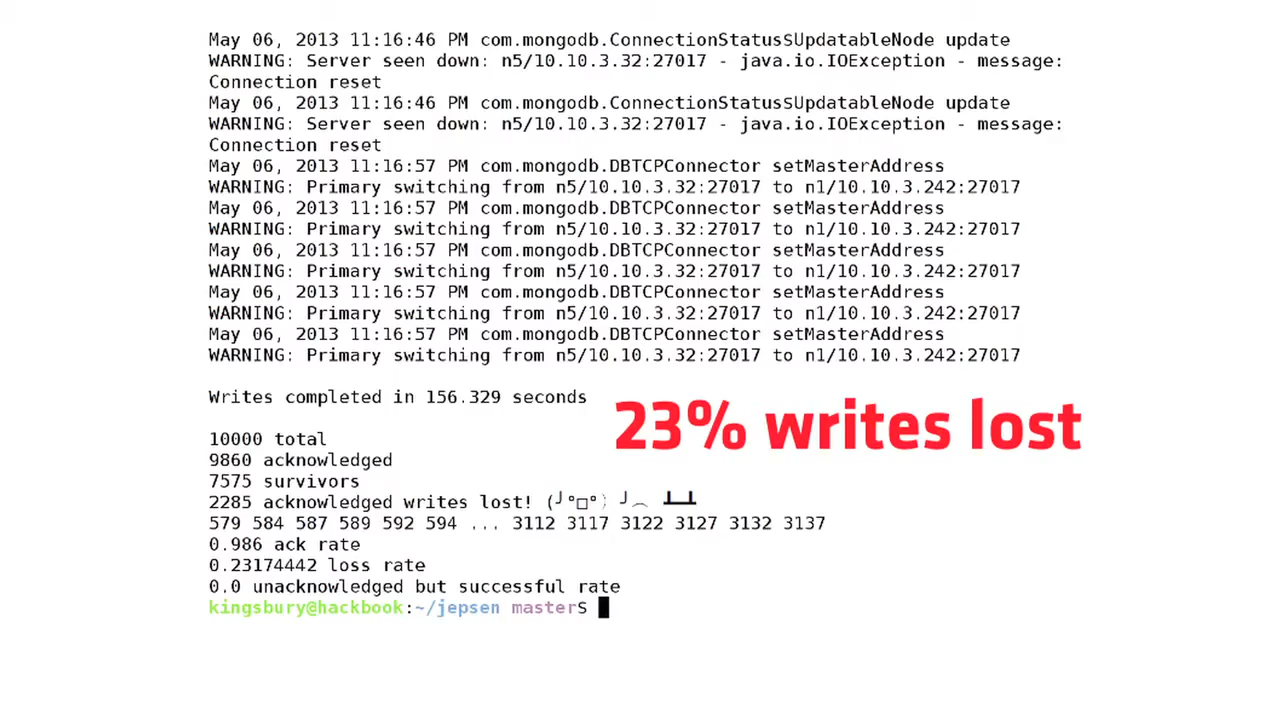 May 06, 2013 11:16:46 PM com.mongodb.ConnectionStatus$UpdatableNode update
WARNING: Server seen down: n5/10.10.3.32:27017 - java.io.IOException - message:
Connection reset
May 06, 2013 11:16:46 PM com.mongodb.ConnectionStatus$UpdatableNode update
WARNING: Server seen down: n5/10.10.3.32:27017 - java.io.IOException - message:
Connection reset
May 06, 2013 11:16:57 PM com.mongodb.DBTCPConnector setMasterAddress
WARNING: Primary switching from n5/10.10.3.32:27017 to n1/10.10.3.242:27017
May 06, 2013 11:16:57 PM com.mongodb.DBTCPConnector setMasterAddress
WARNING: Primary switching from n5/10.10.3.32:27017 to n1/10.10.3.242:27017
May 06, 2013 11:16:57 PM com.mongodb.DBTCPConnector setMasterAddress
WARNING: Primary switching from n5/10.10.3.32:27017 to n1/10.10.3.242:27017
May 06, 2013 11:16:57 PM com.mongodb.DBTCPConnector setMasterAddress
WARNING: Primary switching from n5/10.10.3.32:27017 to n1/10.10.3.242:27017
May 06, 2013 11:16:57 PM com.mongodb.DBTCPConnector setMasterAddress
WARNING: Primary switching from n5/10.10.3.32:27017 to n1/10.10.3.242:27017
Writes completed in 156.329 seconds
23% writes lost
10000 total
9860 acknowledged
7575 survivors
2285 acknowledged writes lost! (╯°□°）╯︵ ┻━┻
579 584 587 589 592 594 ... 3112 3117 3122 3127 3132 3137
0.986 ack rate
0.23174442 loss rate
0.0 unacknowledged but successful rate
kingsbury@hackbook:~/jepsen master$